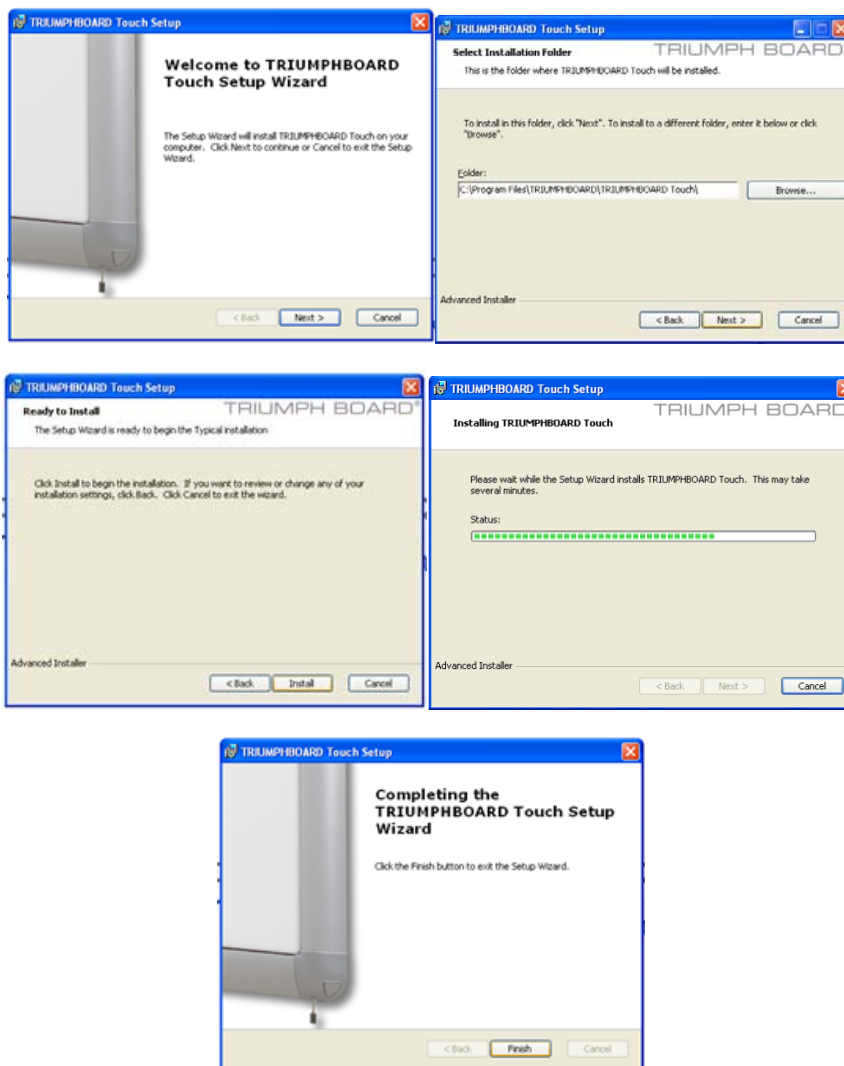 TRIUMPHBOARD Touch Setup
Welcome to TRIUMPHBOARD
Touch Setup Wizard
The Setup Wizard will install TRIUMPHBOARD Touch on your
computer. Click Next to continue or Cancel to exit the Setup
Wizard.
< Back Next > Cancel
TRIUMPHBOARD Touch Setup
Select Installation Folder
TRIUMPH BOARD
This is the folder where TRIUMPHBOARD Touch will be installed.
To install in this folder, click "Next". To install to a different folder, enter it below or click
"Browse".
Folder:
C:\Program Files\TRIUMPHBOARD\TRIUMPHBOARD Touch\
Browse...
Advanced Installer
< Back Next > Cancel
TRIUMPHBOARD Touch Setup
Ready to Install
TRIUMPH BOARD®
The Setup Wizard is ready to begin the Typical installation
Click Install to begin the installation. If you want to review or change any of your
installation settings, click Back. Click Cancel to exit the wizard.
Advanced Installer
< Back Install Cancel
TRIUMPHBOARD Touch Setup
TRIUMPH BOARD
Installing TRIUMPHBOARD Touch
Please wait while the Setup Wizard installs TRIUMPHBOARD Touch. This may take
several minutes.
Status:
Advanced Installer
< Back Next > Cancel
TRIUMPHBOARD Touch Setup
Completing the
TRIUMPHBOARD Touch Setup
Wizard
Click the Finish button to exit the Setup Wizard.
< Back Finish Cancel